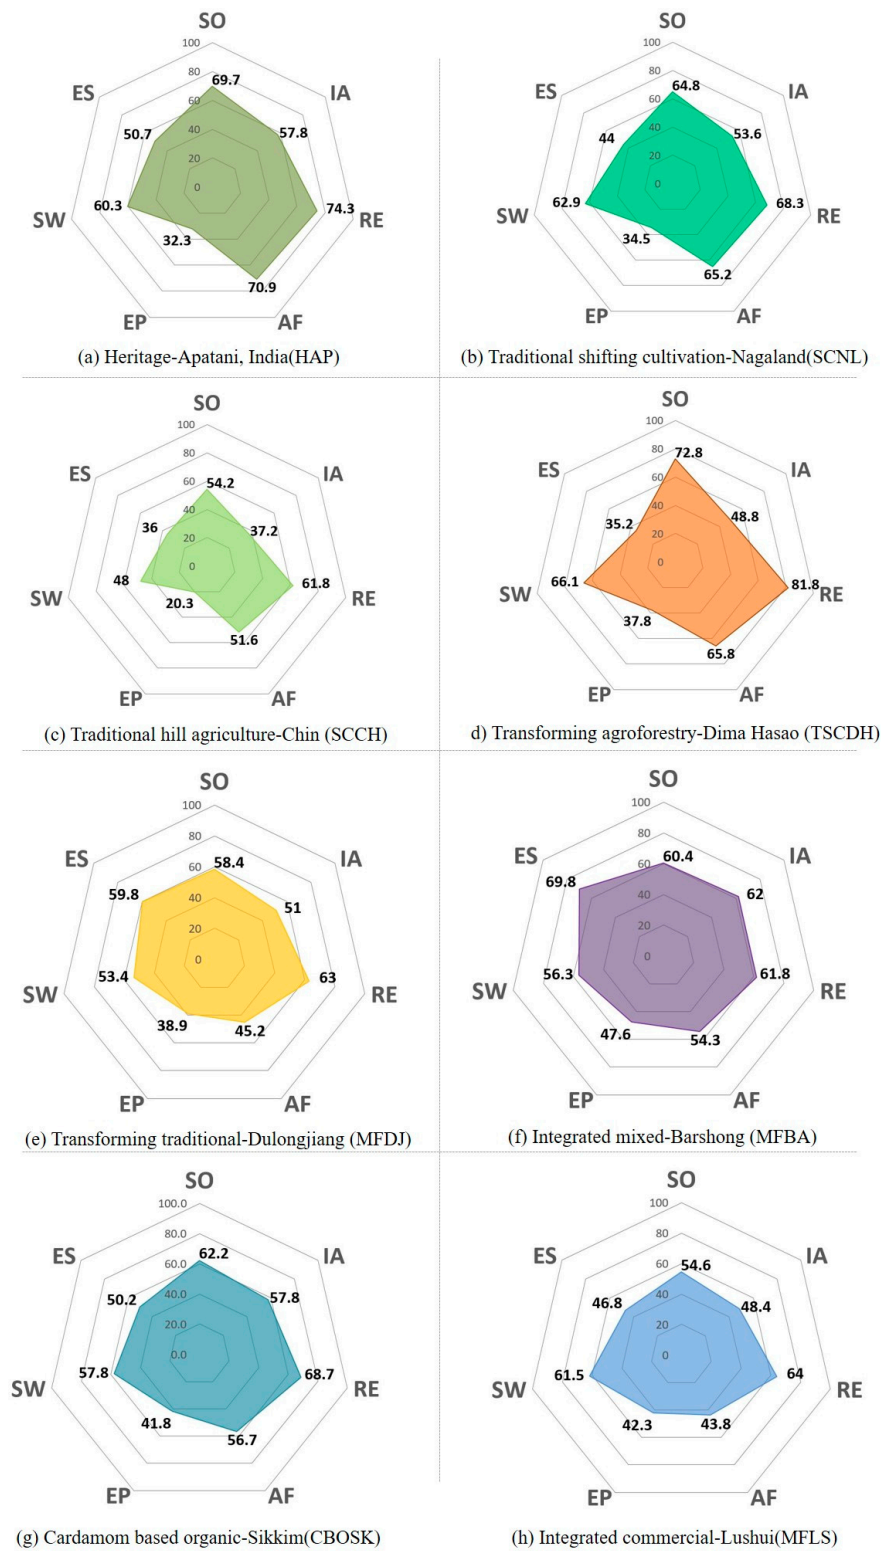 SO
100
80
69.7
60
40
20
0
ES
IA
50.7
57.8
60.3
74.3
SW
RE
32.3
70.9
EP
AF
(a) Heritage-Apatani, India(HAP)
SO
100
80
64.8
60
40
20
0
ES
IA
44
53.6
62.9
68.3
SW
RE
34.5
65.2
EP
AF
(b) Traditional shifting cultivation-Nagaland(SCNL)
SO
100
80
60
54.2
40
20
0
ES
IA
36
37.2
48
61.8
SW
RE
20.3
51.6
EP
AF
(c) Traditional hill agriculture-Chin (SCCH)
SO
100
80
72.8
60
40
20
0
ES
IA
35.2
48.8
66.1
81.8
SW
RE
37.8
65.8
EP
AF
d) Transforming agroforestry-Dima Hasao (TSCDH)
SO
100
80
60
58.4
40
20
0
ES
IA
59.8
51
53.4
63
SW
RE
38.9
45.2
EP
AF
(e) Transforming traditional-Dulongjiang (MFDJ)
SO
100
80
60
60.4
40
20
0
ES
IA
69.8
62
56.3
61.8
SW
RE
47.6
54.3
EP
AF
(f) Integrated mixed-Barshong (MFBA)
SO
100.0
80.0
60.0
62.2
40.0
20.0
0.0
ES
IA
50.2
57.8
57.8
68.7
SW
RE
41.8
56.7
EP
AF
(g) Cardamom based organic-Sikkim(CBOSK)
SO
100
80
60
54.6
40
20
0
ES
IA
46.8
48.4
61.5
64
SW
RE
42.3
43.8
EP
AF
(h) Integrated commercial-Lushui(MFLS)